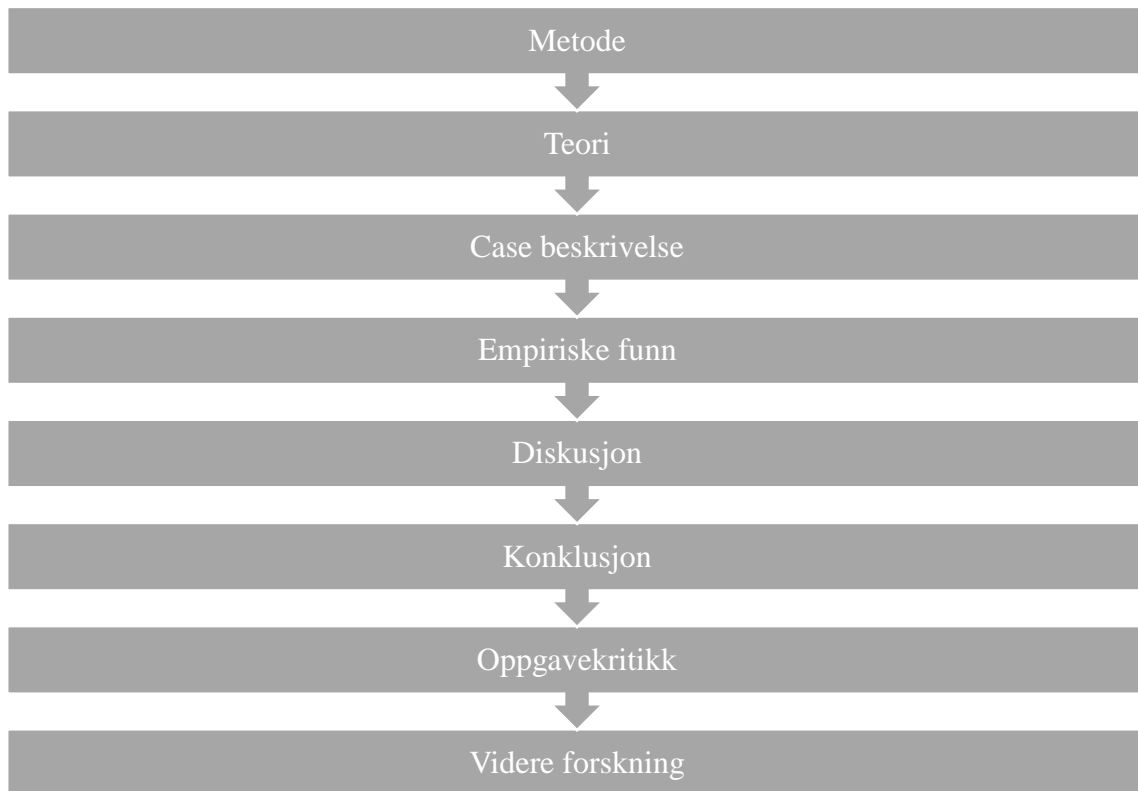 Metode
Teori
Case beskrivelse
Empiriske funn
Diskusjon
Konklusjon
Oppgavekritikk
Videre forskning